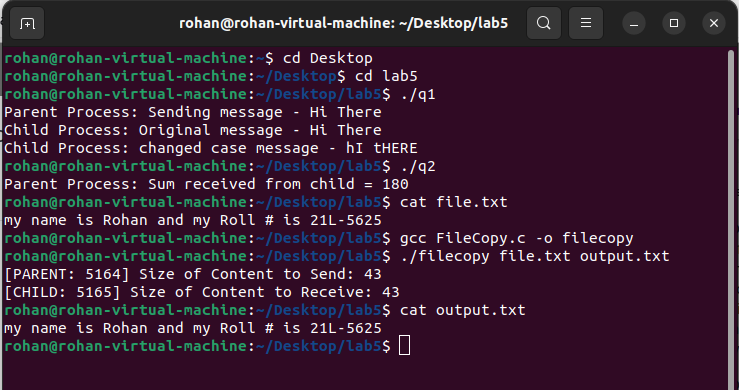 rohan@rohan-virtual-machine: ~/Desktop/lab5
rohan@rohan-virtual-machine:~$ cd Desktop
rohan@rohan-virtual-machine:~/Desktop$ cd lab5
rohan@rohan-virtual-machine:~/Desktop/lab5$ ./q1
Parent Process: Sending message - Hi There
Child Process: Original message - Hi There
Child Process: changed case message - hI tHERE
rohan@rohan-virtual-machine:~/Desktop/lab5$ ./q2
Parent Process: Sum received from child = 180
rohan@rohan-virtual-machine:~/Desktop/lab5$ cat file.txt
my name is Rohan and my Roll # is 21L-5625
rohan@rohan-virtual-machine:~/Desktop/lab5$ gcc FileCopy.c -o filecopy
rohan@rohan-virtual-machine:~/Desktop/lab5$ ./filecopy file.txt output.txt
[PARENT: 5164] Size of Content to Send: 43
[CHILD: 5165] Size of Content to Receive: 43
rohan@rohan-virtual-machine:~/Desktop/lab5$ cat output.txt
my name is Rohan and my Roll # is 21L-5625
rohan@rohan-virtual-machine:~/Desktop/lab5$